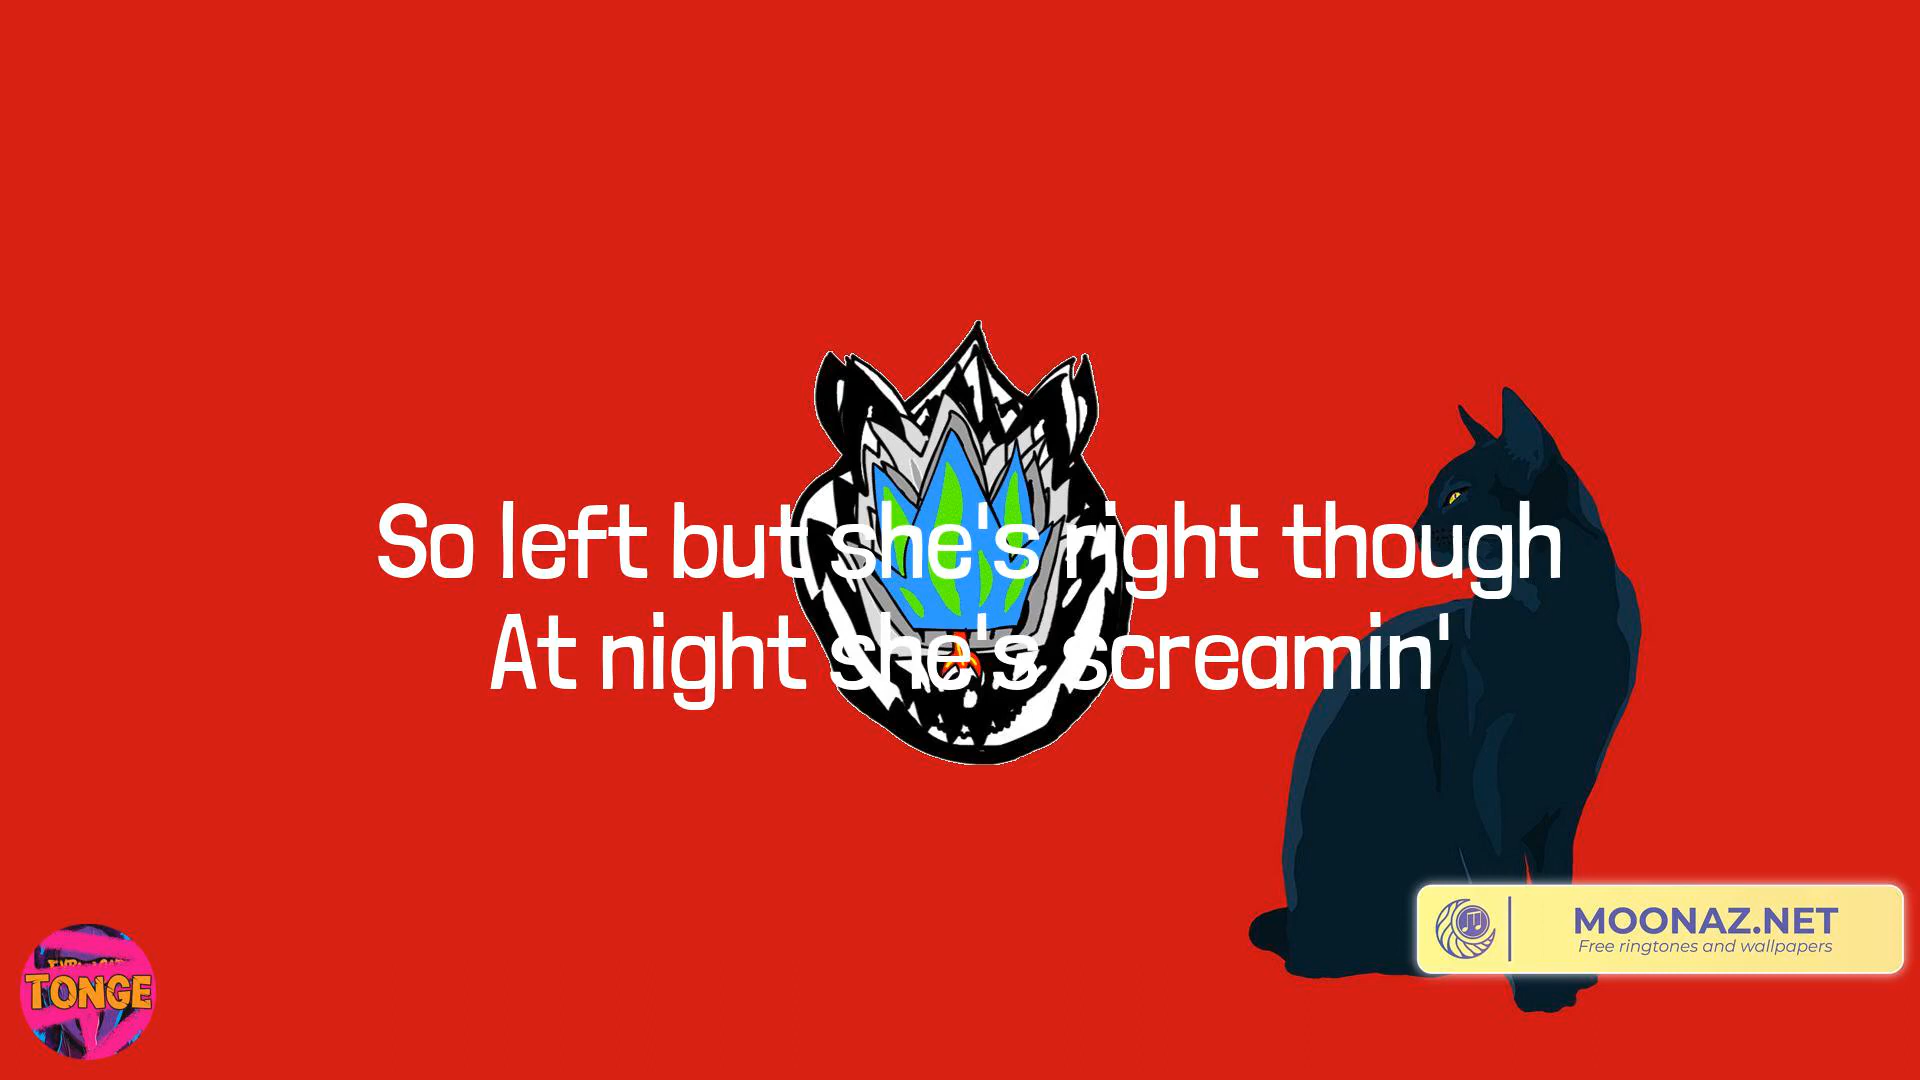 So left but she's right though
At night she's screamin'
MOONAZ.NET
Free ringtones and wallpapers
TONGE